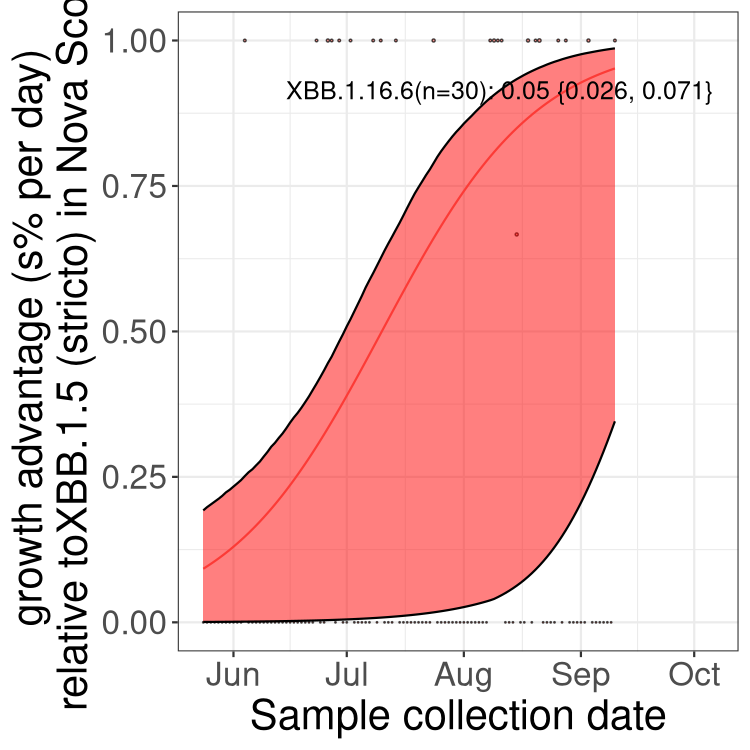 growth advantage (s% per day)
relative toXBB.1.5 (stricto) in Nova Sco
1.00
0.75
0.50
0.25
0.00
XBB.1.16.6(n=30): 0.05 {0.026, 0.071}
Jun Jul Aug Sep Oct
Sample collection date